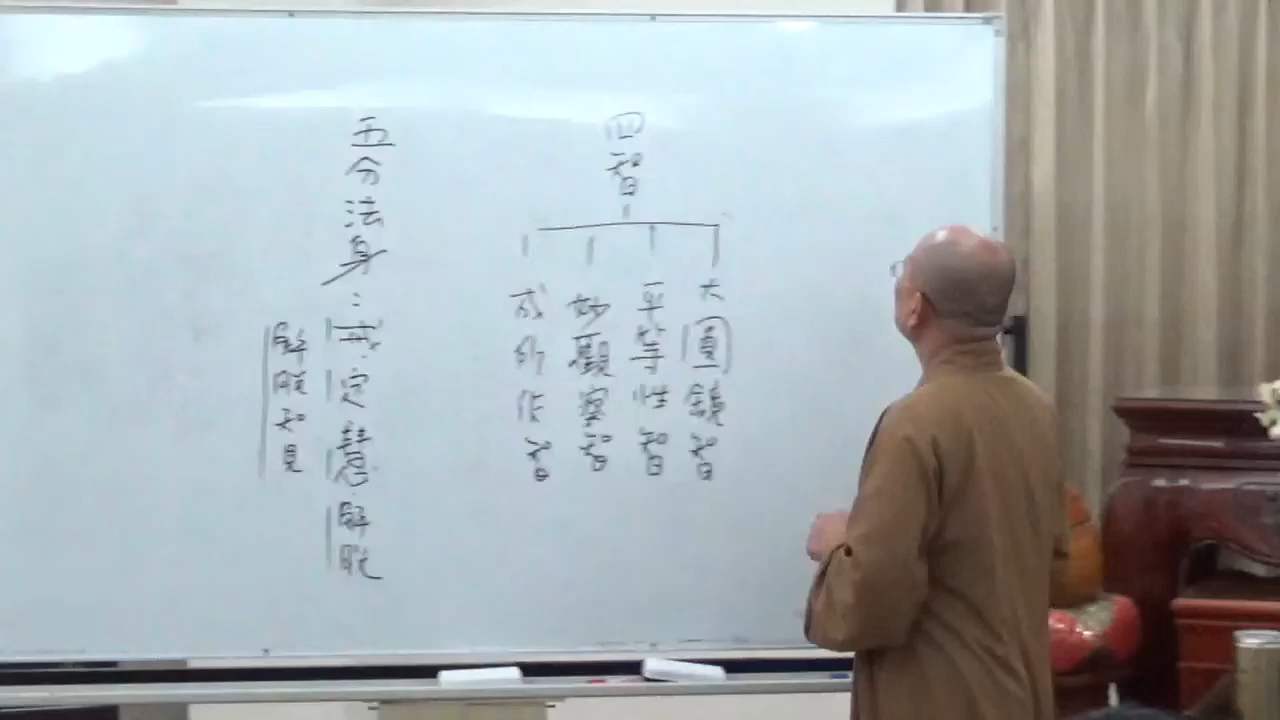 四智
大圓鏡智
平等性智
妙觀察智
成所作智
五分法身：戒定慧解脫
解脫知見